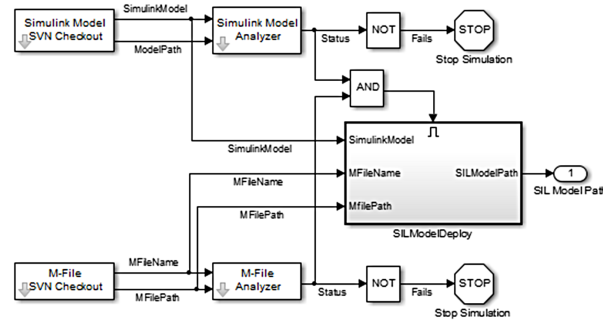 SimulinkModel
Simulink Model
SVN Checkout
ModelPath
Simulink Model
Analyzer
Status
NOT
Fails
STOP
Stop Simulation
AND
SimulinkModel
SimulinkModel
MFileName
MFileName
SILModelPath
1
SIL Model Path
MFilePath
MfilePath
SILModelDeploy
MFileName
M-File
SVN Checkout
MFilePath
M-File
Analyzer
Status
NOT
Fails
STOP
Stop Simulation